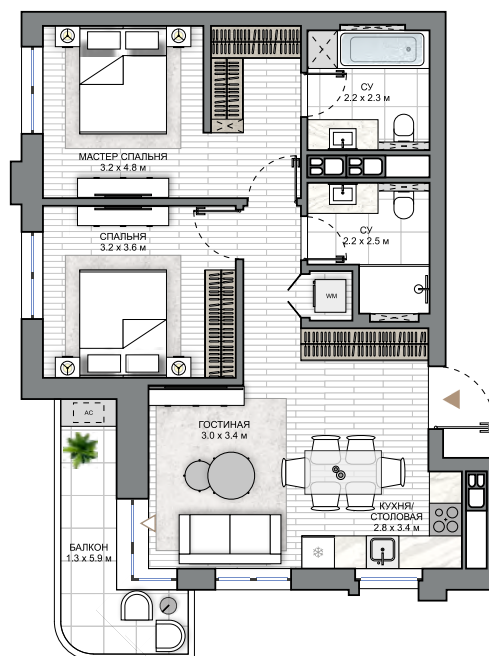 СУ
2.2 x 2.3 м
МАСТЕР СПАЛЬНЯ
3.2 x 4.8 м
СУ
2.2 x 2.5 м
СПАЛЬНЯ
3.2 x 3.6 м
WM
AC
ГОСТИНАЯ
3.0 x 3.4 м
КУХНЯ/
СТОЛОВАЯ
2.8 x 3.4 м
БАЛКОН
1.3 x 5.9 м